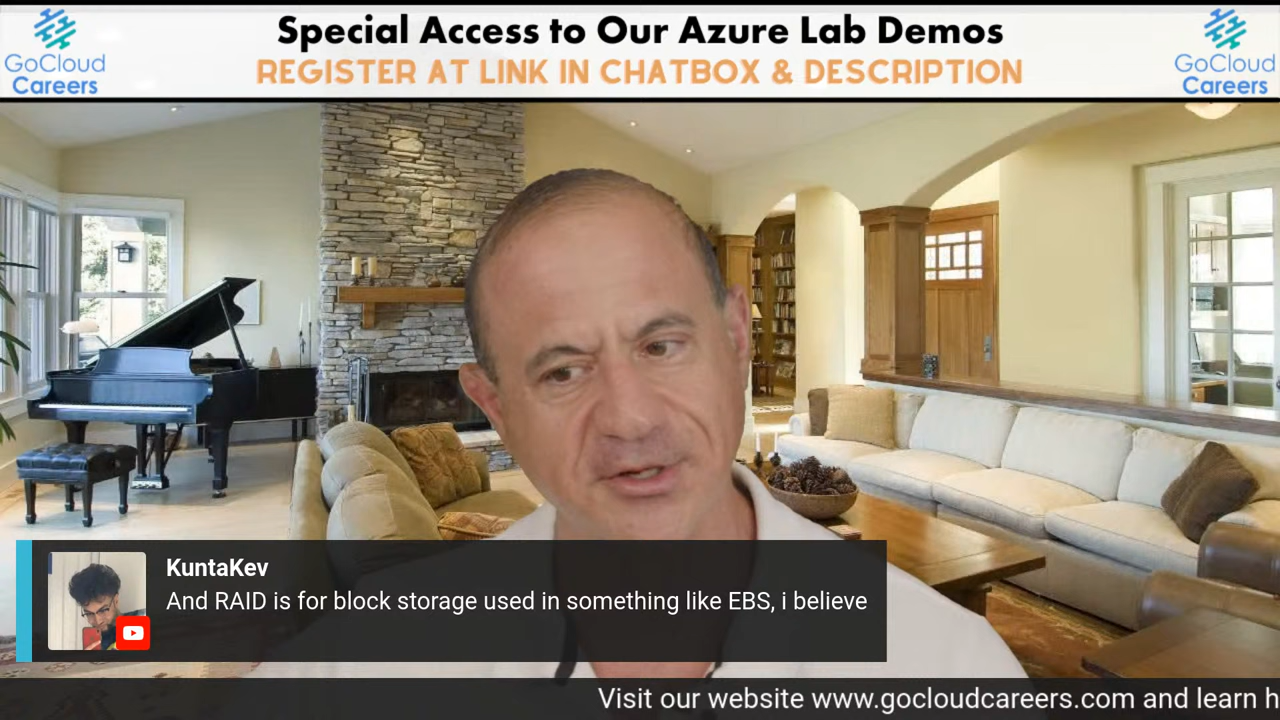 Special Access to Our Azure Lab Demos
REGISTER AT LINK IN CHATBOX & DESCRIPTION
GoCloud
Careers
GoCloud
Careers
KuntaKev
And RAID is for block storage used in something like EBS, i believe
Visit our website www.gocloudcareers.com and learn h